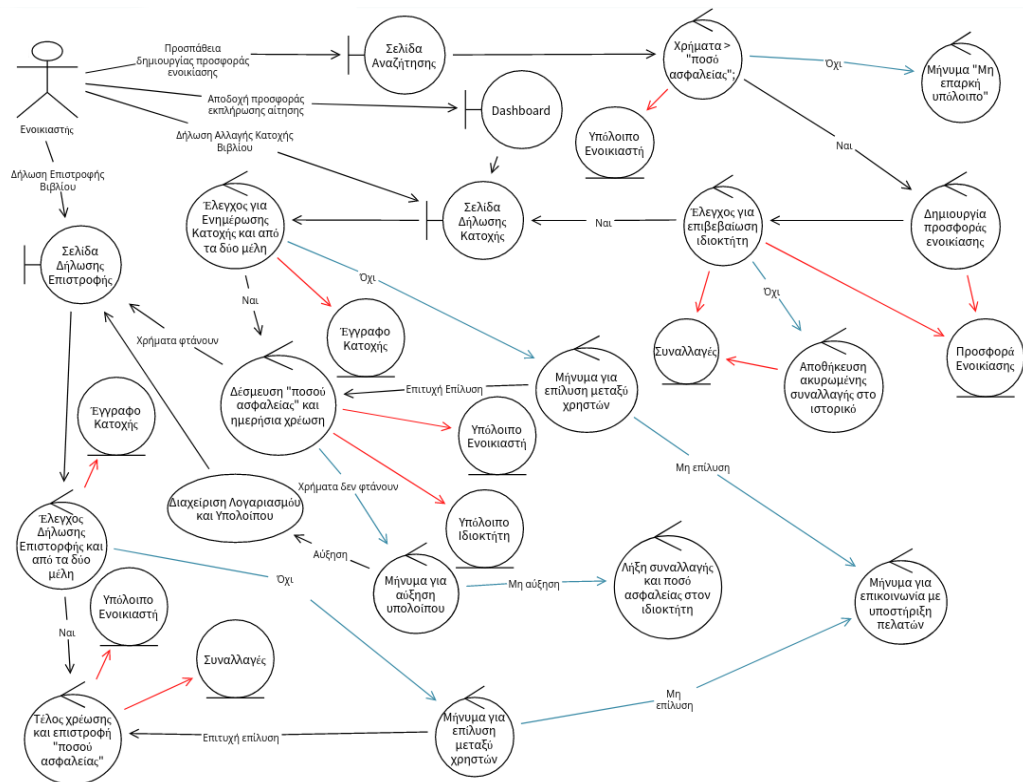 Προσπάθεια
δημιουργίας προσφοράς
ενοικίασης
Σελίδα
Αναζήτησης
Χρήματα >
"ποσό
ασφαλείας";
Όχι
Μήνυμα "Μη
επαρκή
υπόλοιπο"
Ενοικιαστής
Αποδοχή προσφοράς
εκπλήρωσης αίτησης
Dashboard
Υπόλοιπο
Ενοικιαστή
Ναι
Δήλωση Αλλαγής Κατοχής
Βιβλίου
Δήλωση Επιστροφής
Βιβλίου
Έλεγχος για
Ενημέρωσης
Κατοχής και από
τα δύο μέλη
Σελίδα
Δήλωσης
Κατοχής
Ναι
Έλεγχος για
επιβεβαίωση
ιδιοκτήτη
Δημιουργία
προσφοράς
ενοικίασης
Σελίδα
Δήλωσης
Επιστροφής
Όχι
Ναι
Όχι
Έγγραφο
Κατοχής
Χρήματα φτάνουν
Συναλλαγές
Αποθήκευση
ακυρωμένης
συναλλαγής στο
ιστορικό
Προσφορά
Ενοικίασης
Δέσμευση "ποσού
ασφαλείας" και
ημερήσια χρέωση
Επιτυχή Επίλυση
Μήνυμα για
επίλυση μεταξύ
χρηστών
Έγγραφο
Κατοχής
Υπόλοιπο
Ενοικιαστή
Μη επίλυση
Χρήματα δεν φτάνουν
Διαχείριση Λογαριασμόυ
και Υπολοίπου
Υπόλοιπο
Ιδιοκτήτη
Έλεγχος
Δήλωσης
Επιστορφής και
από τα δύο
μέλη
Αύξηση
Μήνυμα για
αύξηση
υπολοίπου
Μη αύξηση
Λήξη συναλλαγής
και ποσό
ασφαλείας στον
ιδιοκτήτη
Μήνυμα για
επικοινωνία με
υποστήριξη
πελατών
Όχι
Υπόλοιπο
Ενοικιαστή
Ναι
Συναλλαγές
Μη
επίλυση
Τέλος χρέωσης
και επιστροφή
"ποσού
ασφαλείας"
Επιτυχή επίλυση
Μήνυμα για
επίλυση
μεταξύ
χρηστών